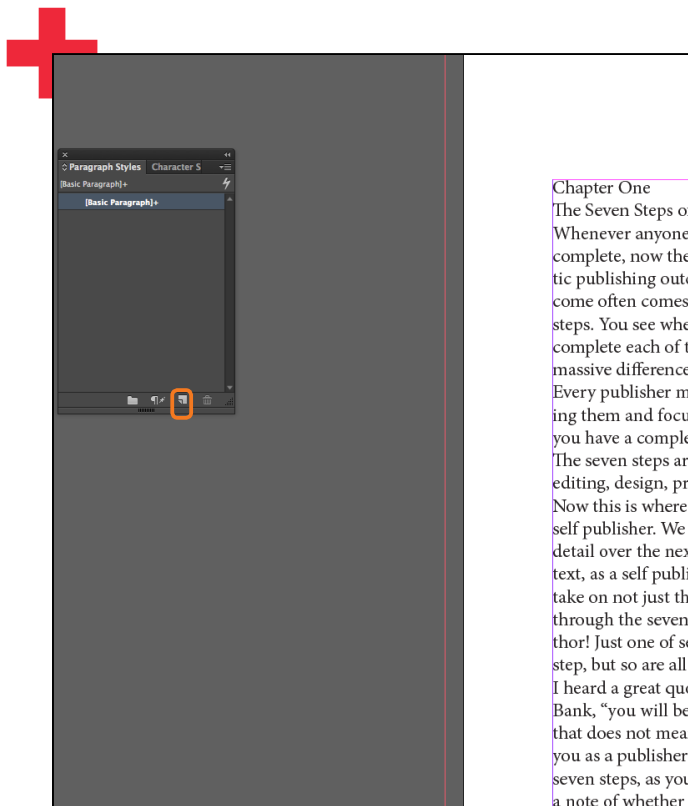 Paragraph Styles Character S
[Basic Paragraph]+
[Basic Paragraph]+
Chapter One
The Seven Steps o
Whenever anyone
complete, now the
tic publishing out
come often comes
steps. You see whe
complete each of t
massive difference
Every publisher m
ing them and focu
you have a comple
The seven steps ar
editing, design, pr
Now this is where
self publisher. We
detail over the nex
text, as a self publi
take on not just th
through the seven
thor! Just one of se
step, but so are all
I heard a great que
Bank, “you will be
that does not mea
you as a publisher
seven steps, as you
a note of whether